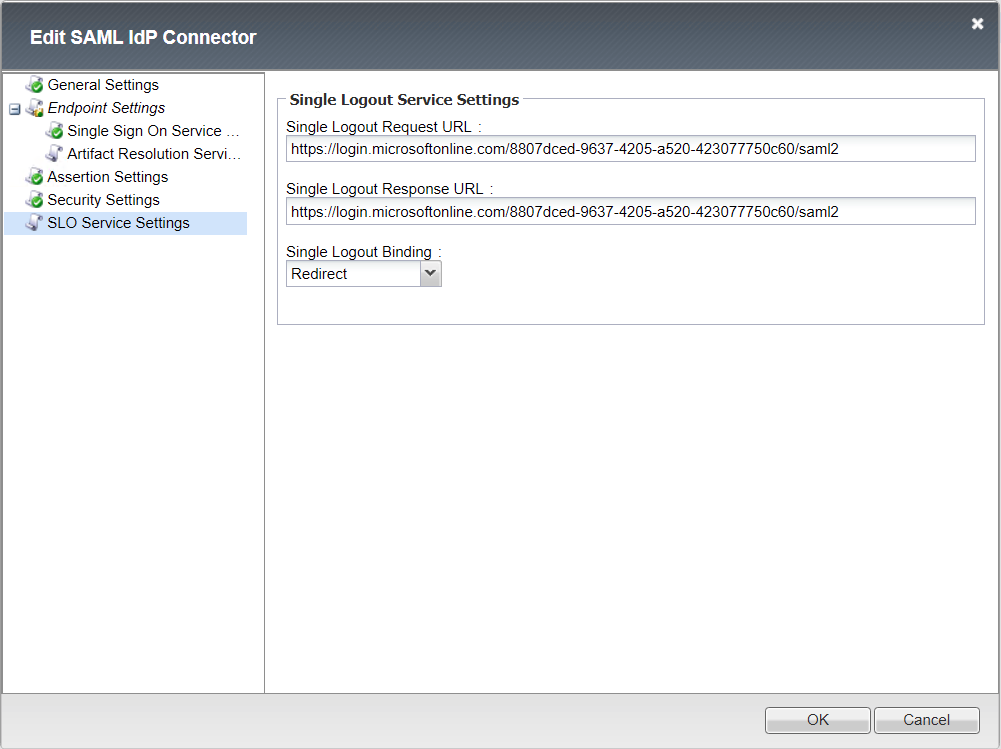 Edit SAML IdP Connector
General Settings
Endpoint Settings
Single Sign On Service ...
Artifact Resolution Servi...
Assertion Settings
Security Settings
SLO Service Settings
Single Logout Service Settings
Single Logout Request URL :
https://login.microsoftonline.com/8807dced-9637-4205-a520-423077750c60/saml2
Single Logout Response URL :
https://login.microsoftonline.com/8807dced-9637-4205-a520-423077750c60/saml2
Single Logout Binding :
Redirect
OK
Cancel